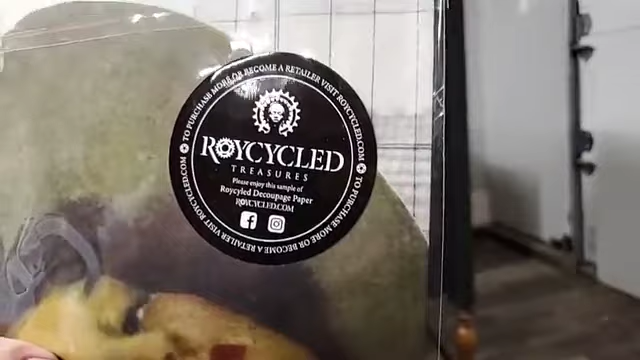 TO PURCHASE MORE OR BECOME A RETAILER VISIT ROYCYCLED.COM
ROYCYCLED
TREASURES
Please enjoy this sample of
Roycycled Decoupage Paper
ROYCYCLED.COM
TO PURCHASE MORE OR BECOME A RETAILER VISIT ROYCYCLED.COM